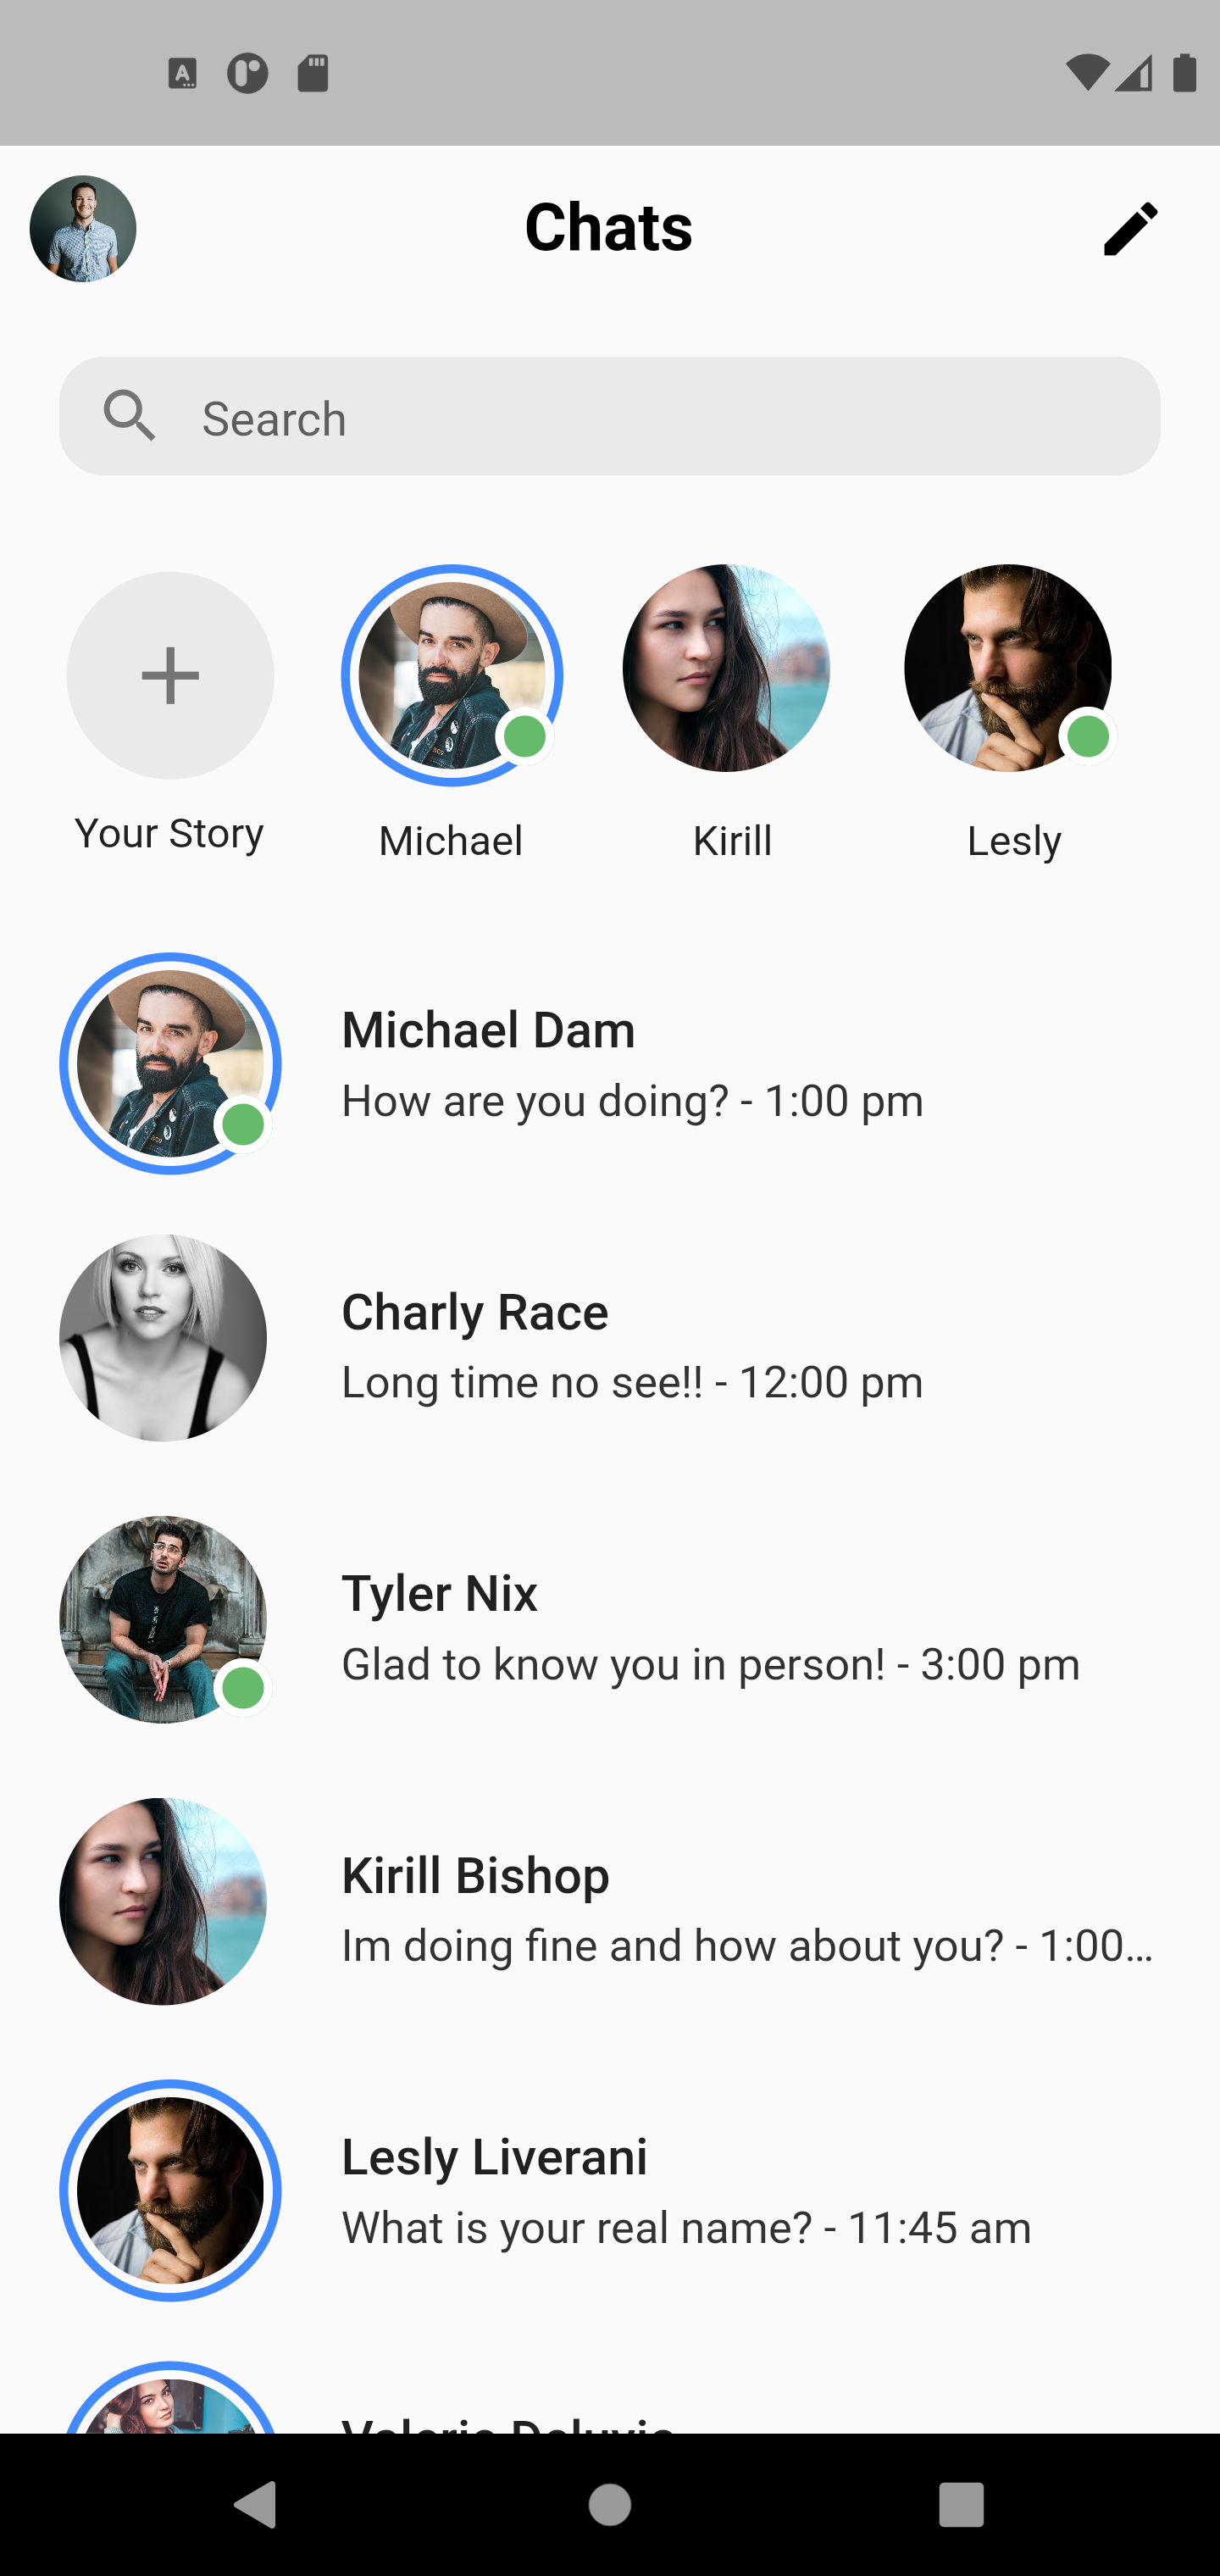 Chats
Search
Your Story
Michael
Kirill
Lesly
Michael Dam
How are you doing? - 1:00 pm
Charly Race
Long time no see!! - 12:00 pm
Tyler Nix
Glad to know you in person! - 3:00 pm
Kirill Bishop
Im doing fine and how about you? - 1:00...
Lesly Liverani
What is your real name? - 11:45 am